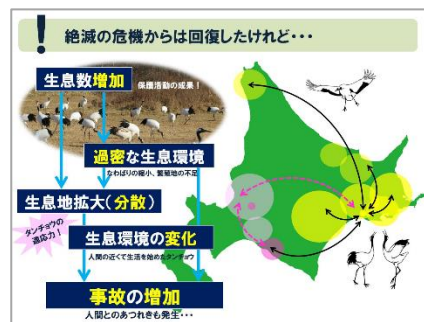 ! 絶滅の危機からは回復したけれど・・・
生息数増加
保護活動の成果!
過密な生息環境
なわばりの縮小、繁殖地の不足
生息地拡大(分散)
タンチョウの
適応力!
生息環境の変化
人間の近くで生活を始めたタンチョウ
事故の増加
人間とのあつれきも発生・・・